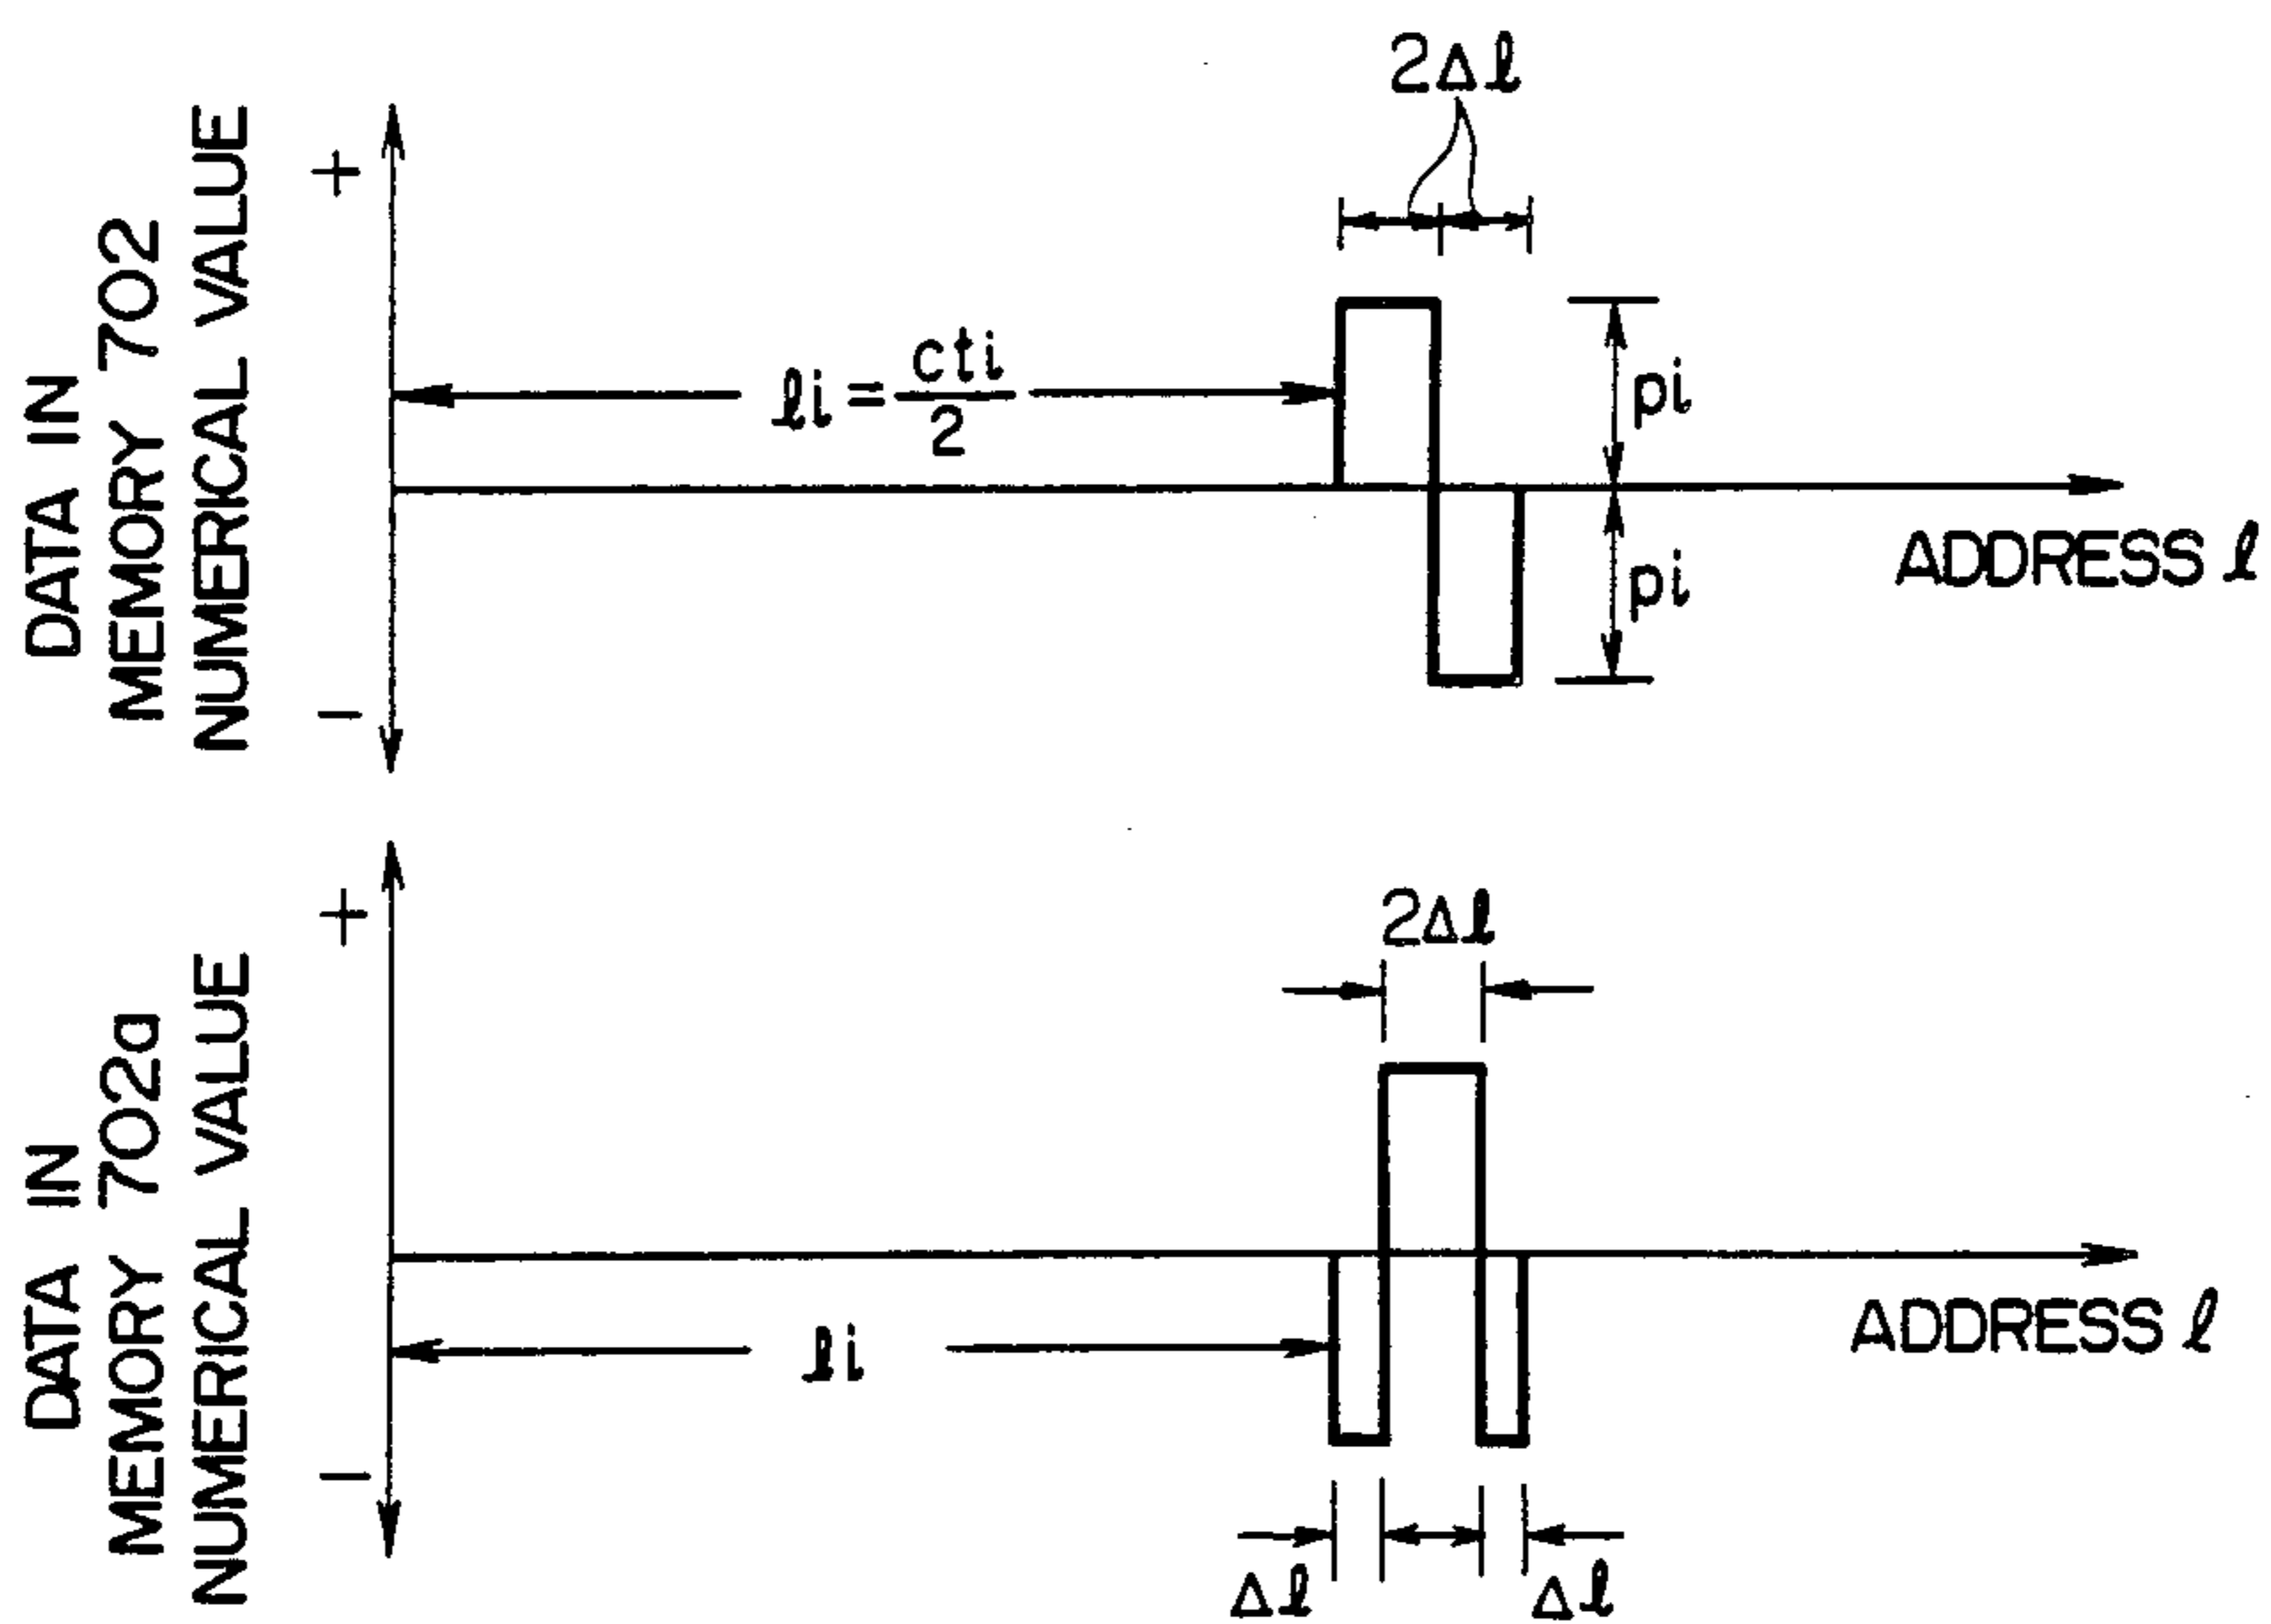 DATA IN
MEMORY 702
NUMERICAL VALUE
+
−
2Δℓ
ℓi = cti/2
pi
pi
ADDRESS ℓ
DATA IN
MEMORY 702a
NUMERICAL VALUE
+
−
2Δℓ
ℓi
ADDRESS ℓ
Δℓ
Δℓ